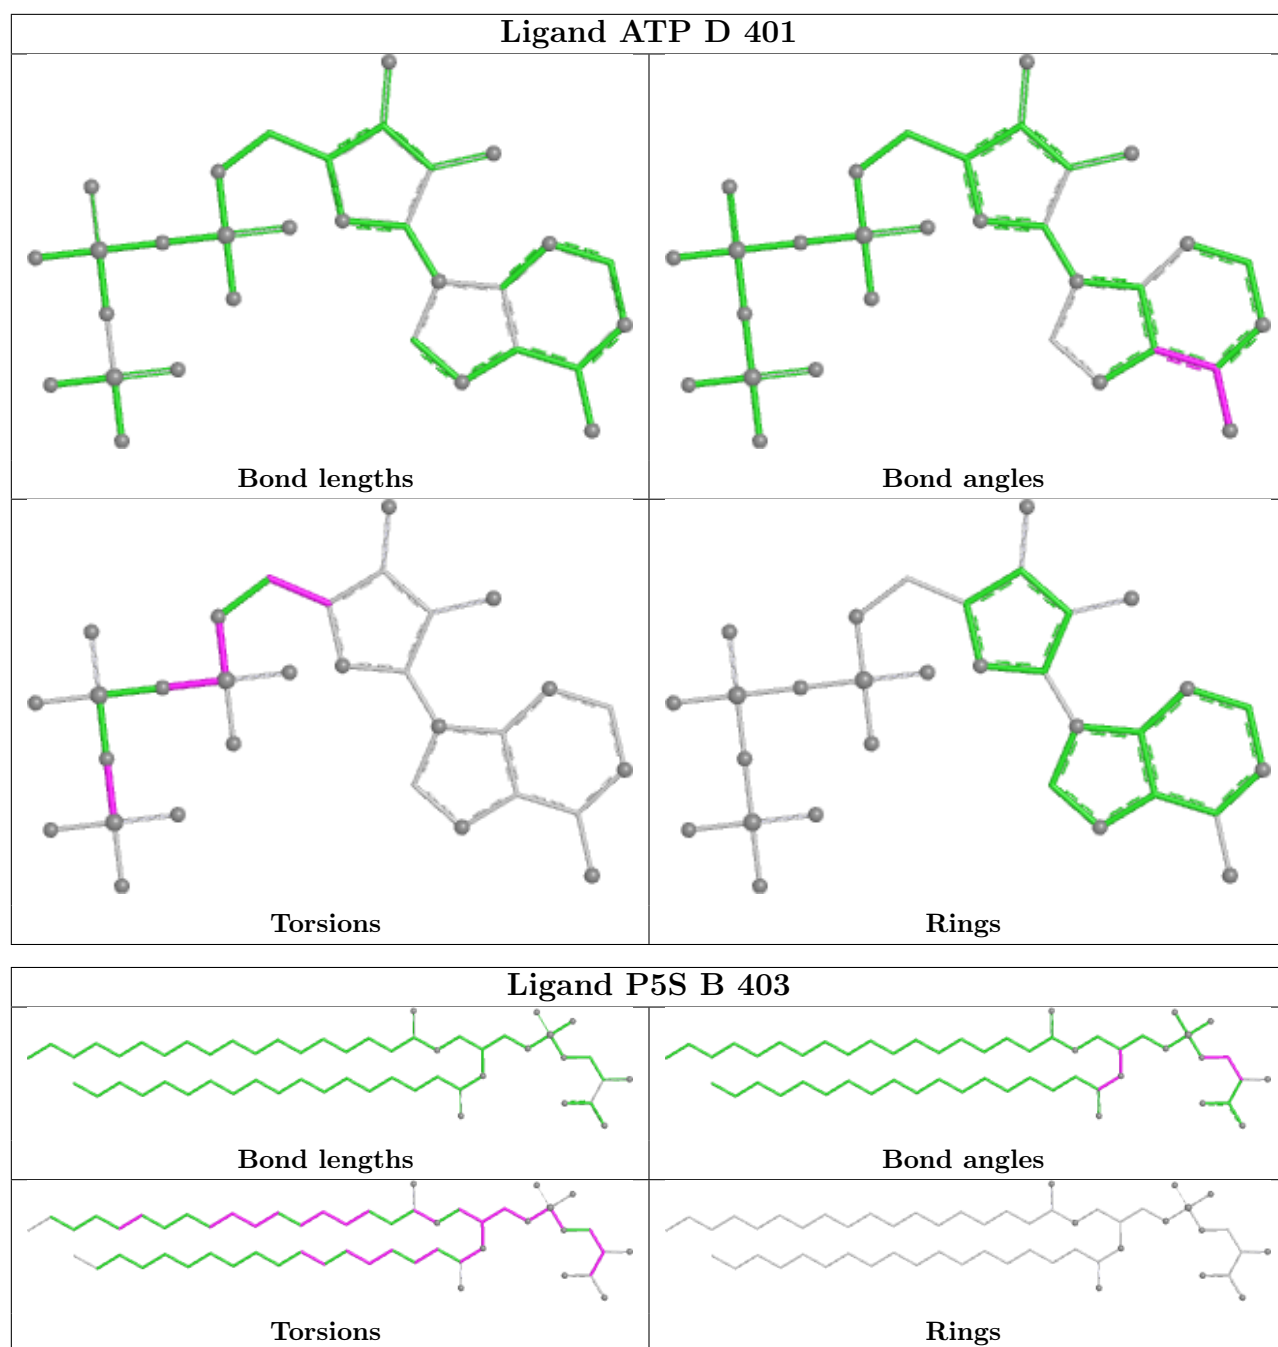 Ligand ATP D 401
Bond lengths
Bond angles
Torsions
Rings
Ligand P5S B 403
Bond lengths
Bond angles
Torsions
Rings